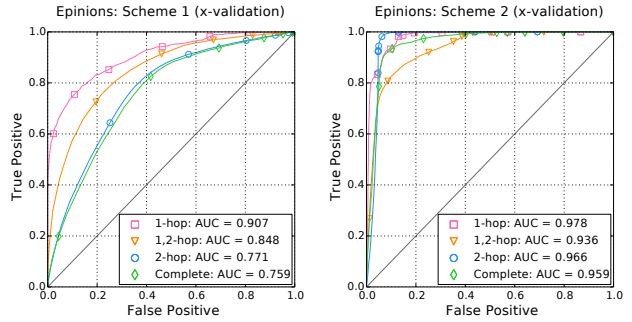 Epinions: Scheme 1 (x-validation)
True Positive
1.0
0.8
0.6
0.4
0.2
0.0
0.0 0.2 0.4 0.6 0.8 1.0
False Positive
1-hop: AUC = 0.907
1,2-hop: AUC = 0.848
2-hop: AUC = 0.771
Complete: AUC = 0.759
Epinions: Scheme 2 (x-validation)
True Positive
1.0
0.8
0.6
0.4
0.2
0.0
0.0 0.2 0.4 0.6 0.8 1.0
False Positive
1-hop: AUC = 0.978
1,2-hop: AUC = 0.936
2-hop: AUC = 0.966
Complete: AUC = 0.959